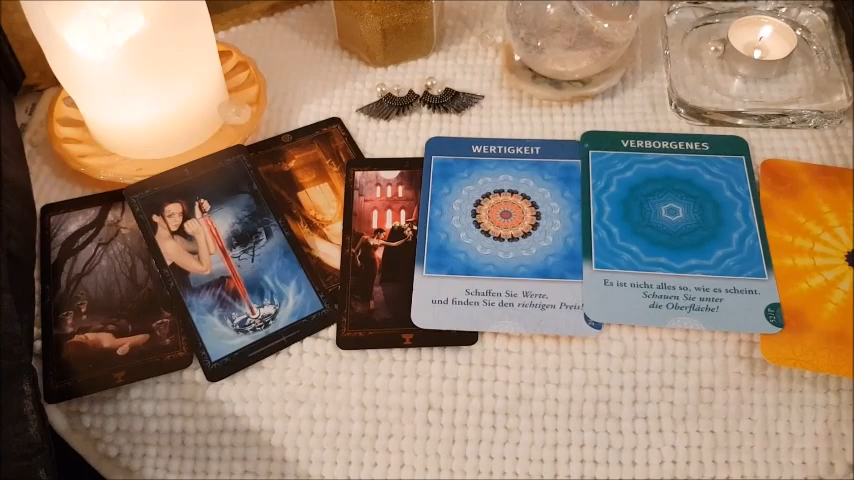 WERTIGKEIT
Schaffen Sie Werte,
und finden Sie den richtigen Preis!
VERBORGENES
Es ist nicht alles so, wie es scheint.
Schauen Sie unter
die Oberfläche!